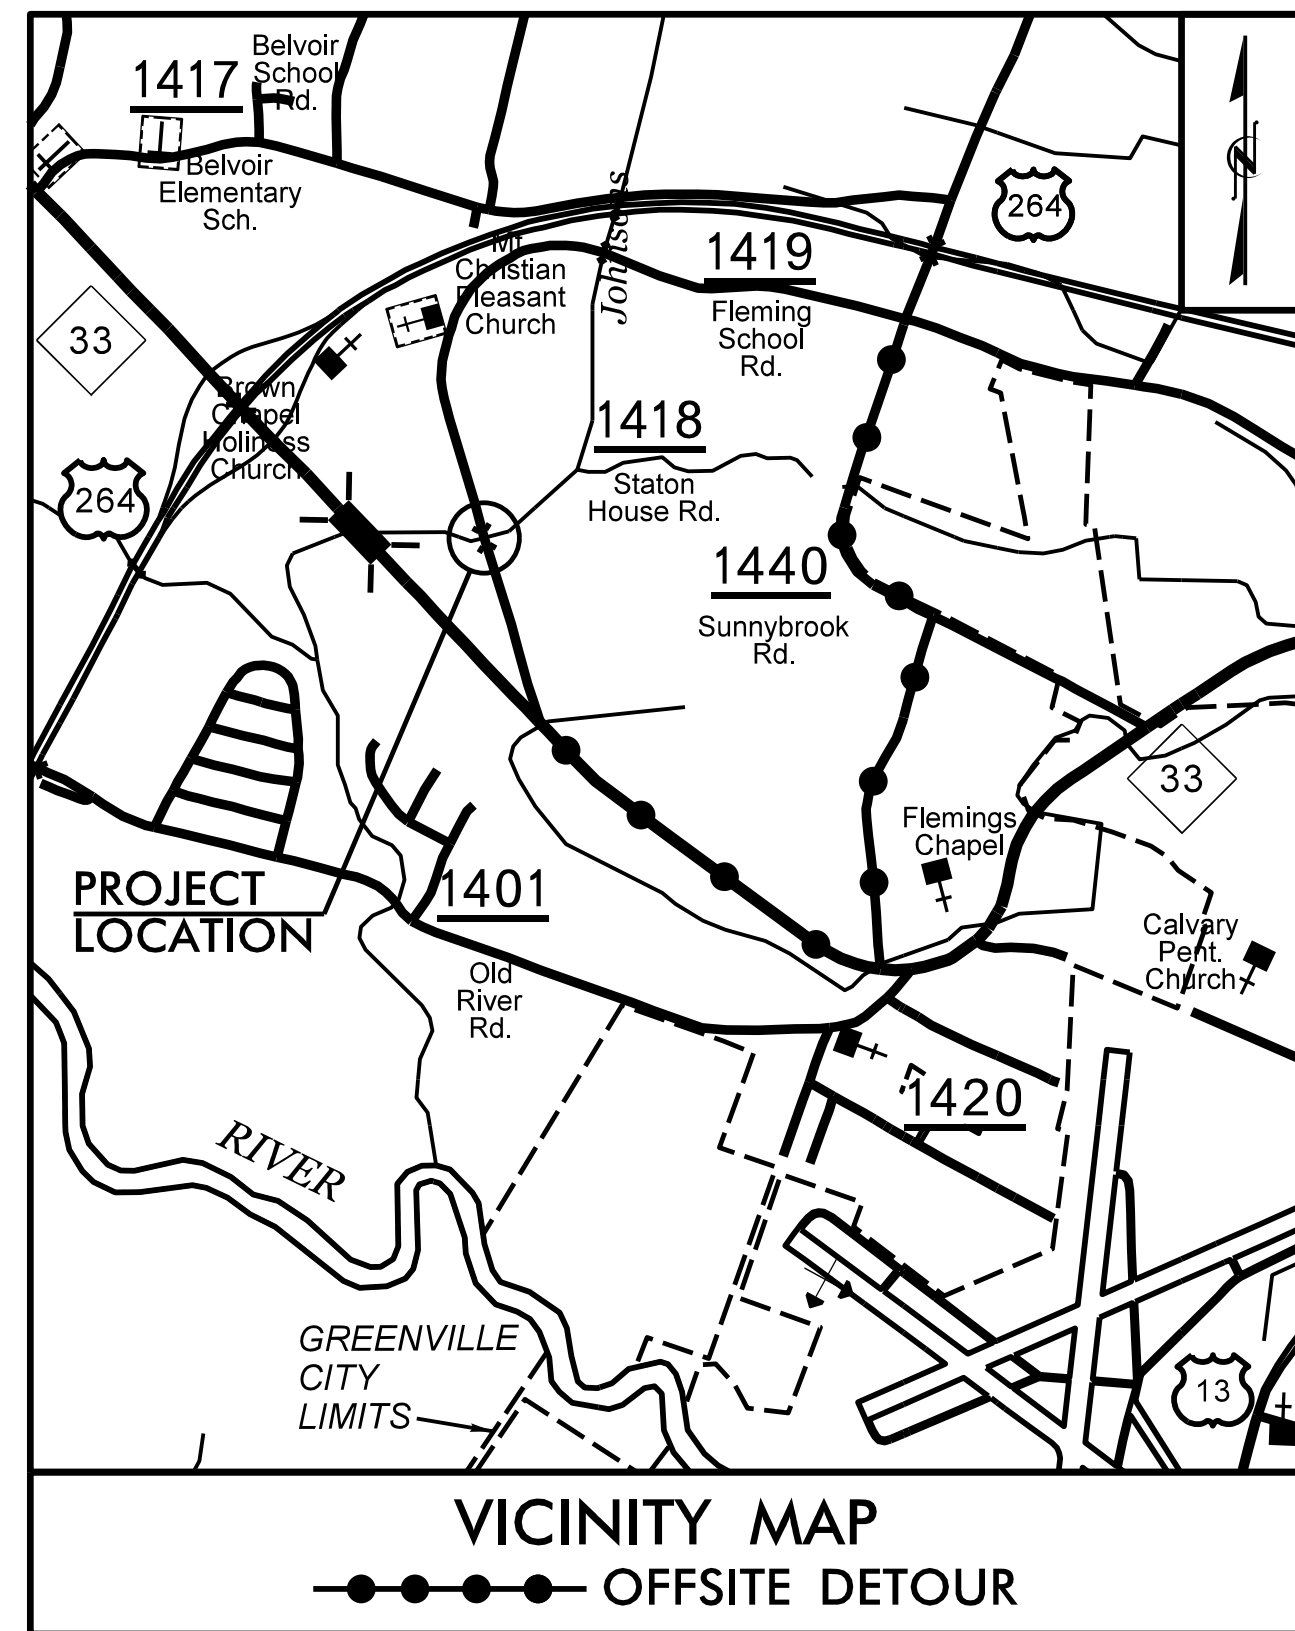 Belvoir
School
Rd.
1417
Belvoir
Elementary
Sch.
264
Johnsons
1419
Fleming
School
Rd.
Mt
Christian
Pleasant
Church
33
Brown
Chapel
Holiness
Church
1418
Staton
House Rd.
264
1440
Sunnybrook
Rd.
33
Flemings
Chapel
PROJECT
LOCATION
1401
Old
River
Rd.
Calvary
Pent.
Church
1420
RIVER
GREENVILLE
CITY
LIMITS
13
VICINITY MAP
OFFSITE DETOUR